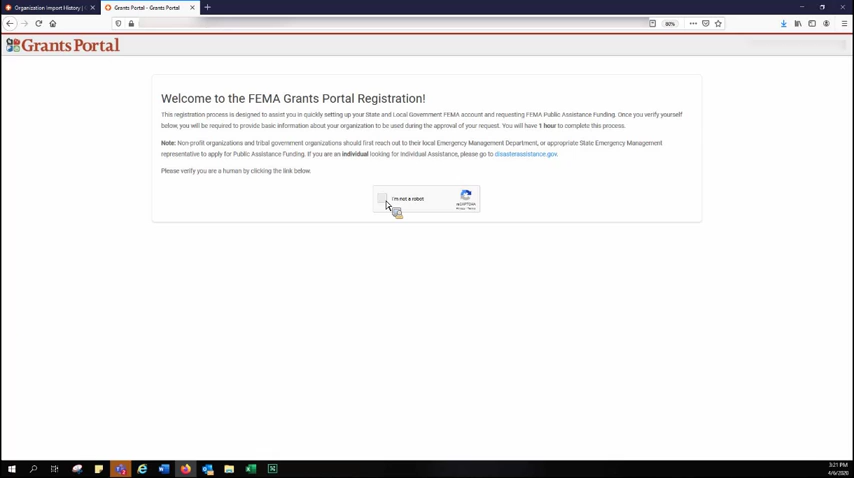 Organization Import History |
Grants Portal - Grants Portal
80%
Grants Portal
Welcome to the FEMA Grants Portal Registration!
This registration process is designed to assist you in quickly setting up your State and Local Government FEMA account and requesting FEMA Public Assistance Funding. Once you verify yourself
below, you will be required to provide basic information about your organization to be used during the approval of your request. You will have 1 hour to complete this process.
Note: Non-profit organizations and tribal government organizations should first reach out to their local Emergency Management Department, or appropriate State Emergency Management
representative to apply for Public Assistance Funding. If you are an individual looking for Individual Assistance, please go to disasterassistance.gov.
Please verify you are a human by clicking the link below.
I'm not a robot
reCAPTCHA
Privacy - Terms
3:21 PM
4/6/2020